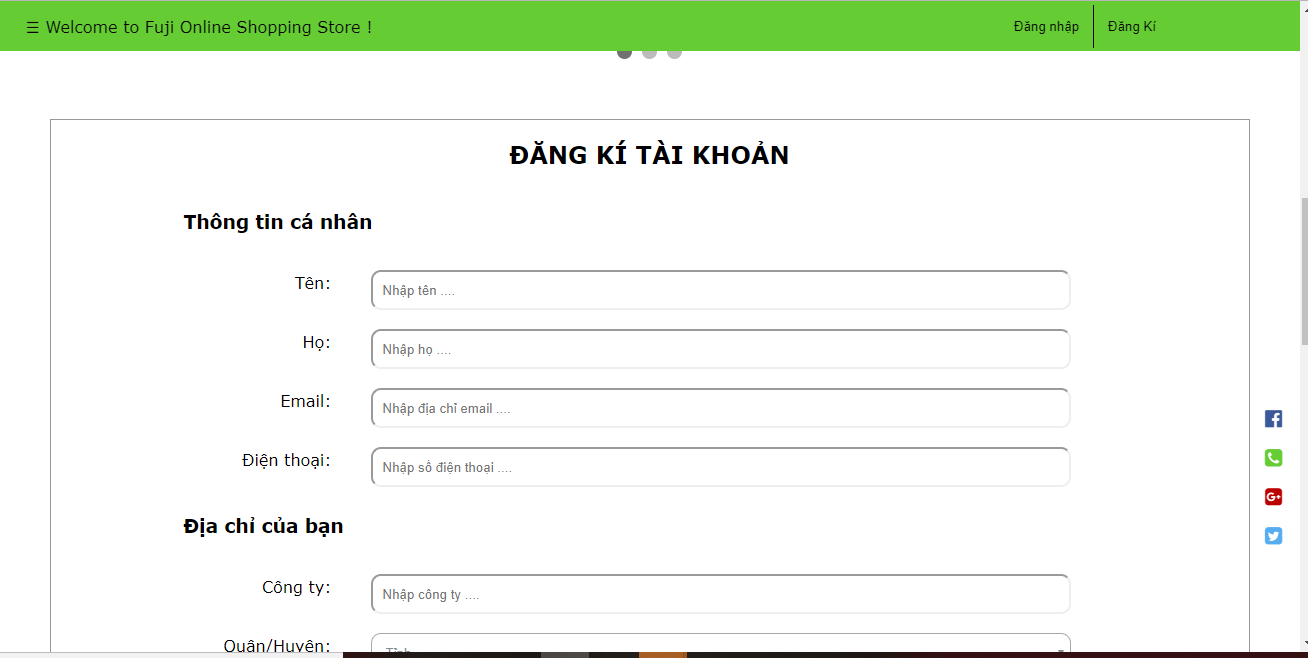 ☰ Welcome to Fuji Online Shopping Store !
Đăng nhập
Đăng Kí
ĐĂNG KÍ TÀI KHOẢN
Thông tin cá nhân
Tên:
Nhập tên ....
Họ:
Nhập họ ....
Email:
Nhập địa chỉ email ....
Điện thoại:
Nhập số điện thoại ....
Địa chỉ của bạn
Công ty:
Nhập công ty ....
Quận/Huyện:
Tỉnh
G+